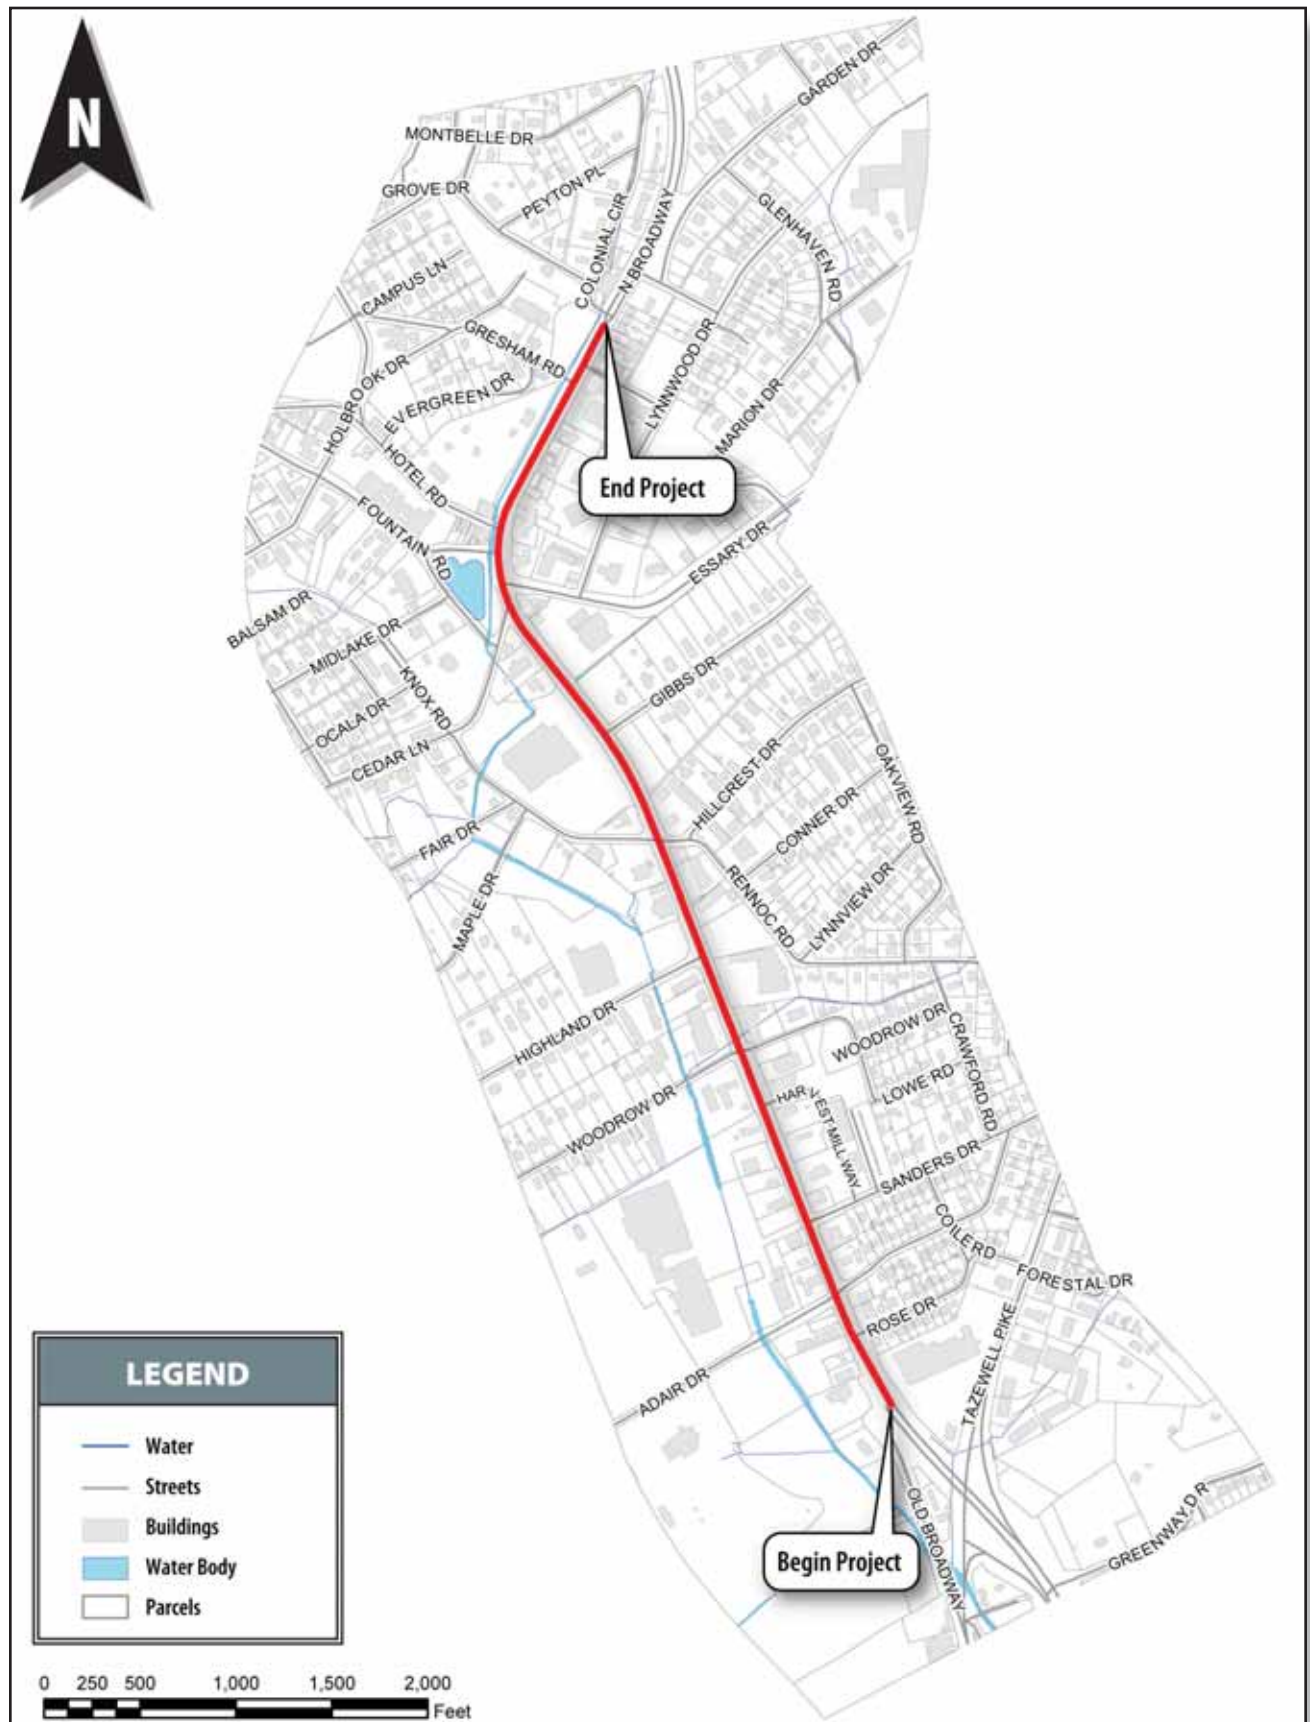 N
GARDEN DR
MONTBELLE DR
GROVE DR
PEYTON PL
COLONIAL CIR
N BROADWAY
GLENHAVEN RD
CAMPUS LN
GRESHAM RD
LYNNWOOD DR
HOLBROOK DR
EVERGREEN DR
MARION DR
HOTEL RD
End Project
FOUNTAIN RD
ESSARY DR
BALSAM DR
MIDLAKE DR
KNOX RD
GIBBS DR
OCALA DR
CEDAR LN
HILLCREST DR
OAKVIEW RD
CONNER DR
FAIR DR
MAPLE DR
RENNOC RD
LYNNVIEW DR
HIGHLAND DR
WOODROW DR
CRAWFORD RD
LOWE RD
WOODROW DR
HARVEST MILL WAY
SANDERS DR
COILE RD
FORESTAL DR
ROSE DR
TAZEWELL PIKE
ADAIR DR
OLD BROADWAY
GREENWAY DR
Begin Project
LEGEND
Water
Streets
Buildings
Water Body
Parcels
0 250 500 1,000 1,500 2,000
Feet